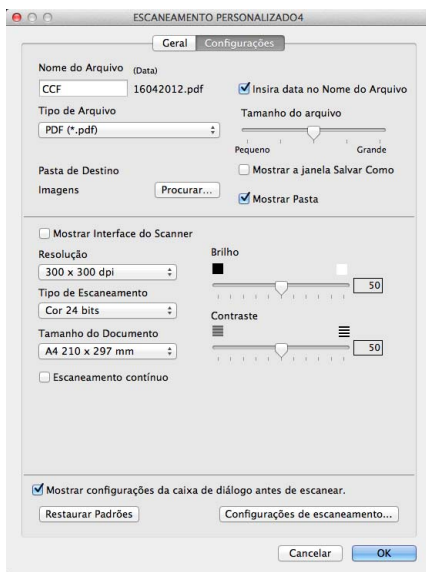 ESCANEAMENTO PERSONALIZADO4
Geral Configurações
Nome do Arquivo (Data)
CCF 16042012.pdf Insira data no Nome do Arquivo
Tipo de Arquivo Tamanho do arquivo
PDF (*.pdf)
Pequeno Grande
Pasta de Destino Mostrar a janela Salvar Como
Imagens Procurar... Mostrar Pasta
Mostrar Interface do Scanner
Resolução Brilho
300 x 300 dpi 50
Tipo de Escaneamento
Cor 24 bits Contraste
Tamanho do Documento
A4 210 x 297 mm 50
Escaneamento contínuo
Mostrar configurações da caixa de diálogo antes de escanear.
Restaurar Padrões Configurações de escaneamento...
Cancelar OK